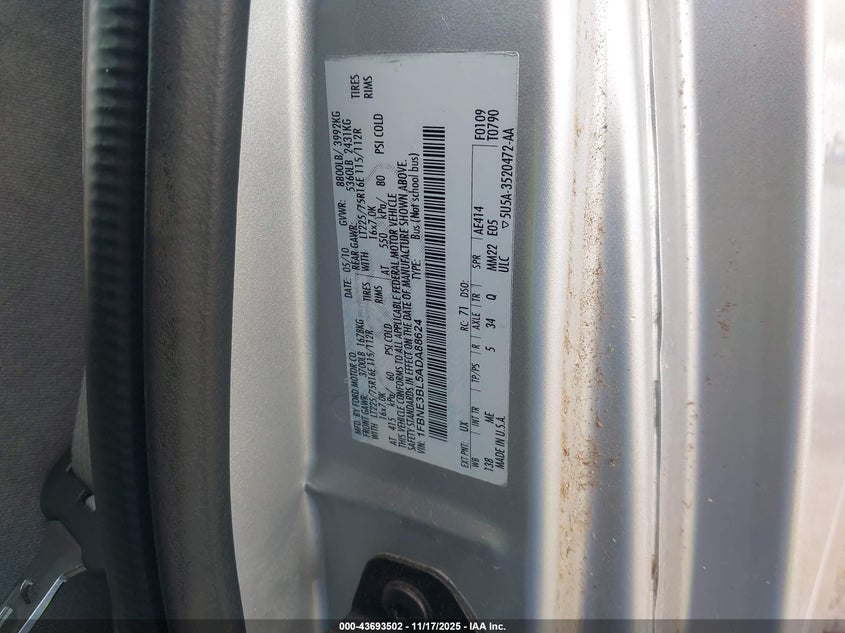 MFD. BY FORD MOTOR CO. DATE: 05/10 GVWR: 8800LB/ 3992KG
FRONT GAWR: 3700LB 1678KG REAR GAWR: 5360LB 2431KG
WITH LT225/75R16E 115/112R TIRES WITH LT225/75R16E 115/112R TIRES
16x7.0K RIMS 16x7.0K RIMS
AT 415 kPa/ 60 PSI COLD AT 550 kPa/ 80 PSI COLD
THIS VEHICLE CONFORMS TO ALL APPLICABLE FEDERAL MOTOR VEHICLE
SAFETY STANDARDS IN EFFECT ON THE DATE OF MANUFACTURE SHOWN ABOVE.
VIN: 1FBNE3BL5ADA88624 TYPE: Bus (Not school bus)
EXT PNT: UX RC: 71 DSO: F0109
WB INT TR TP/PS R AXLE TR SPR AE414 T0790
138 ME 5 34 Q MM22 E05
MADE IN U.S.A. ULC ▽5U5A-3520472-AA
000-43693502 - 11/17/2025 - IAA Inc.